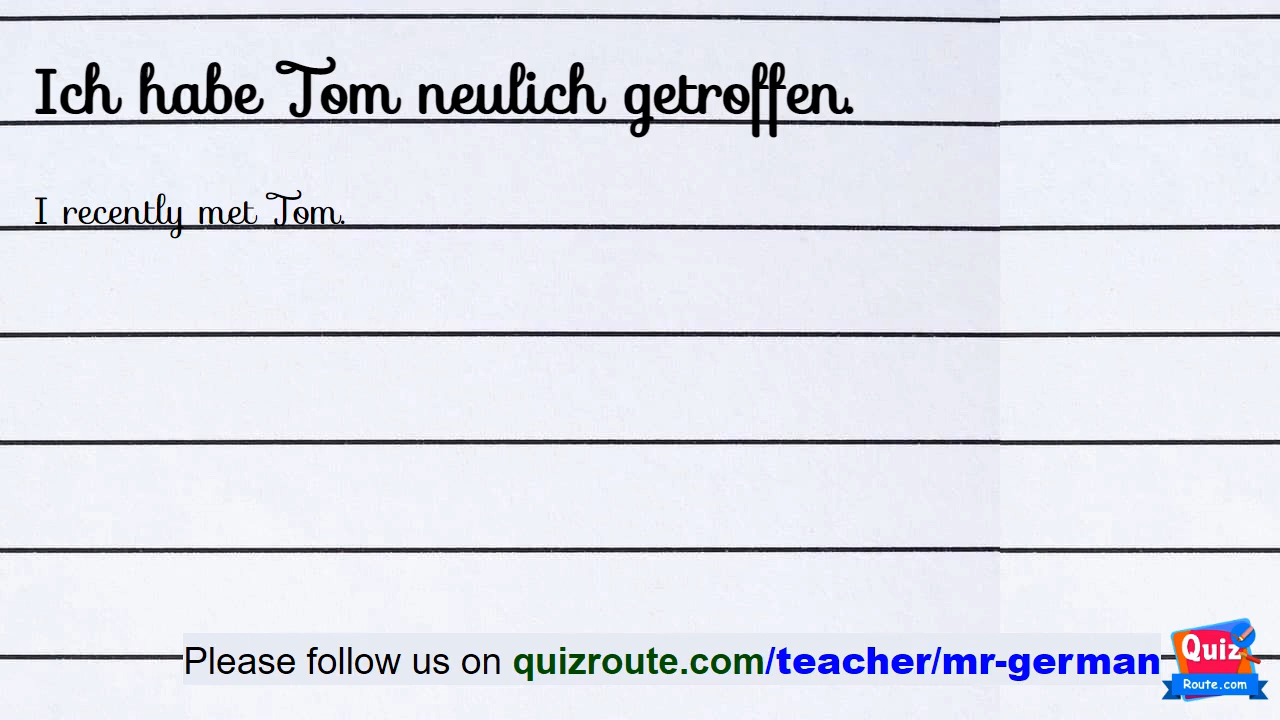 Ich habe Tom neulich getroffen.
I recently met Tom.
Please follow us on quizroute.com/teacher/mr-german
Quiz
Route.com